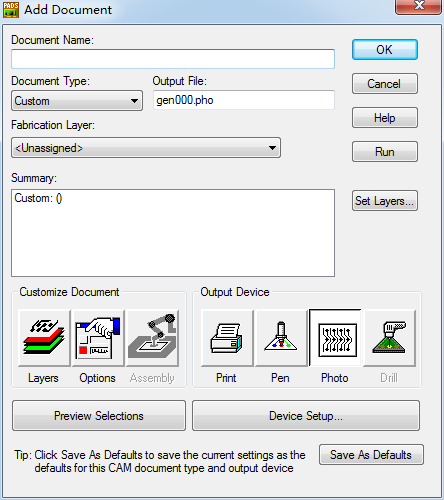 PADS Add Document
Document Name:
OK
Document Type: Output File:
Cancel
Custom gen000.pho
Help
Fabrication Layer:
<Unassigned>
Run
Summary:
Custom: ()
Set Layers...
Customize Document Output Device
Layers Options Assembly Print Pen Photo Drill
Preview Selections Device Setup...
Tip: Click Save As Defaults to save the current settings as the
defaults for this CAM document type and output device
Save As Defaults